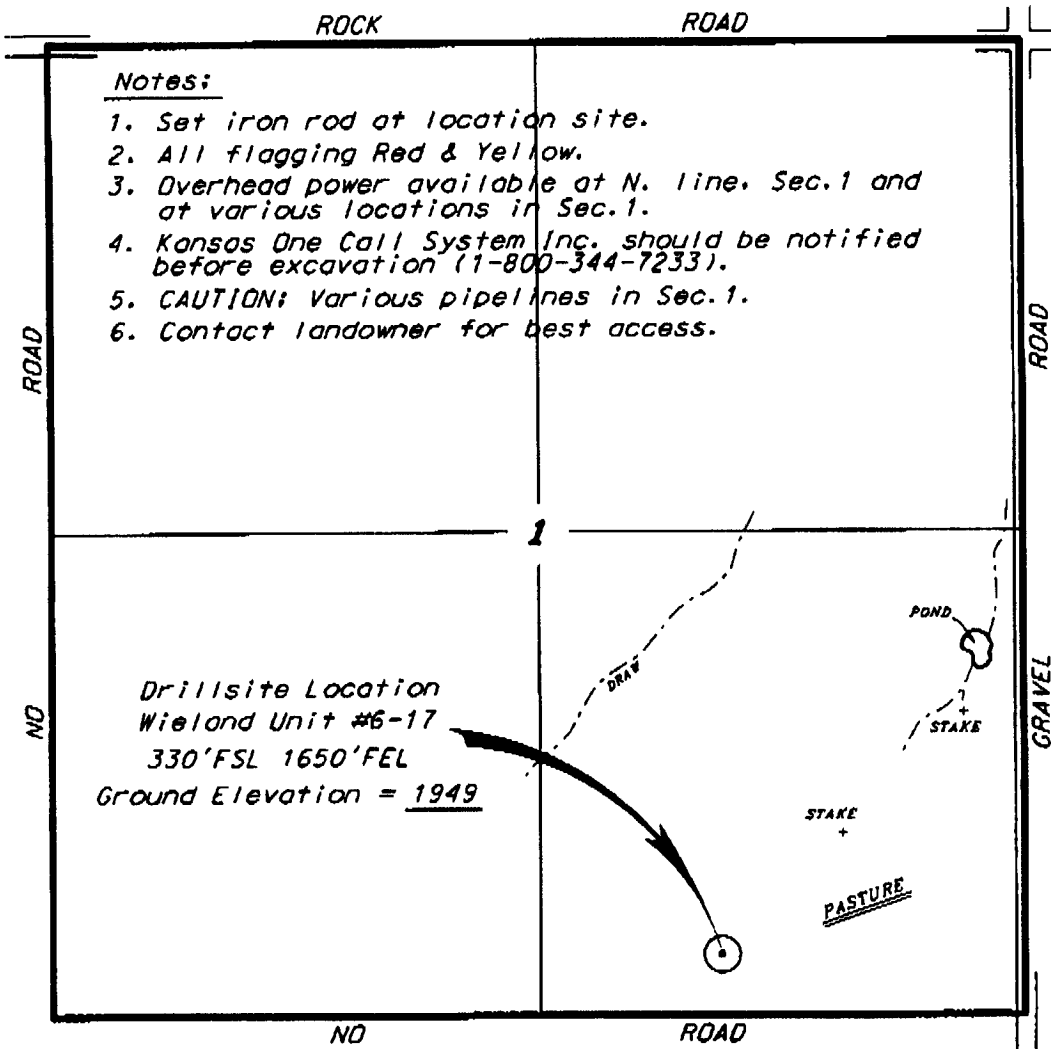 ROCK ROAD
Notes:
1. Set iron rod at location site.
2. All flagging Red & Yellow.
3. Overhead power available at N. line, Sec.1 and
at various locations in Sec.1.
4. Kansas One Call System Inc. should be notified
before excavation (1-800-344-7233).
5. CAUTION: Various pipelines in Sec.1.
6. Contact landowner for best access.
ROAD
ROAD
1
POND
DRAW
STAKE
NO
GRAVEL
Drillsite Location
Wieland Unit #6-17
330'FSL 1650'FEL
Ground Elevation = 1949
STAKE
PASTURE
NO ROAD